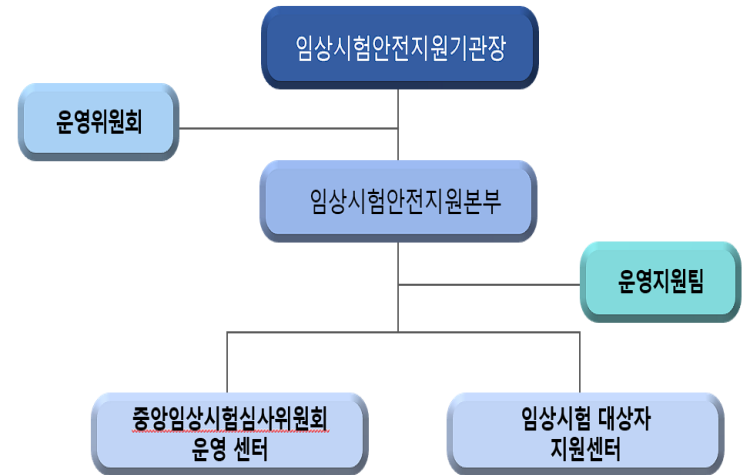 임상시험안전지원기관장
운영위원회
임상시험안전지원본부
운영지원팀
중앙임상시험심사위원회
운영 센터
임상시험 대상자
지원센터